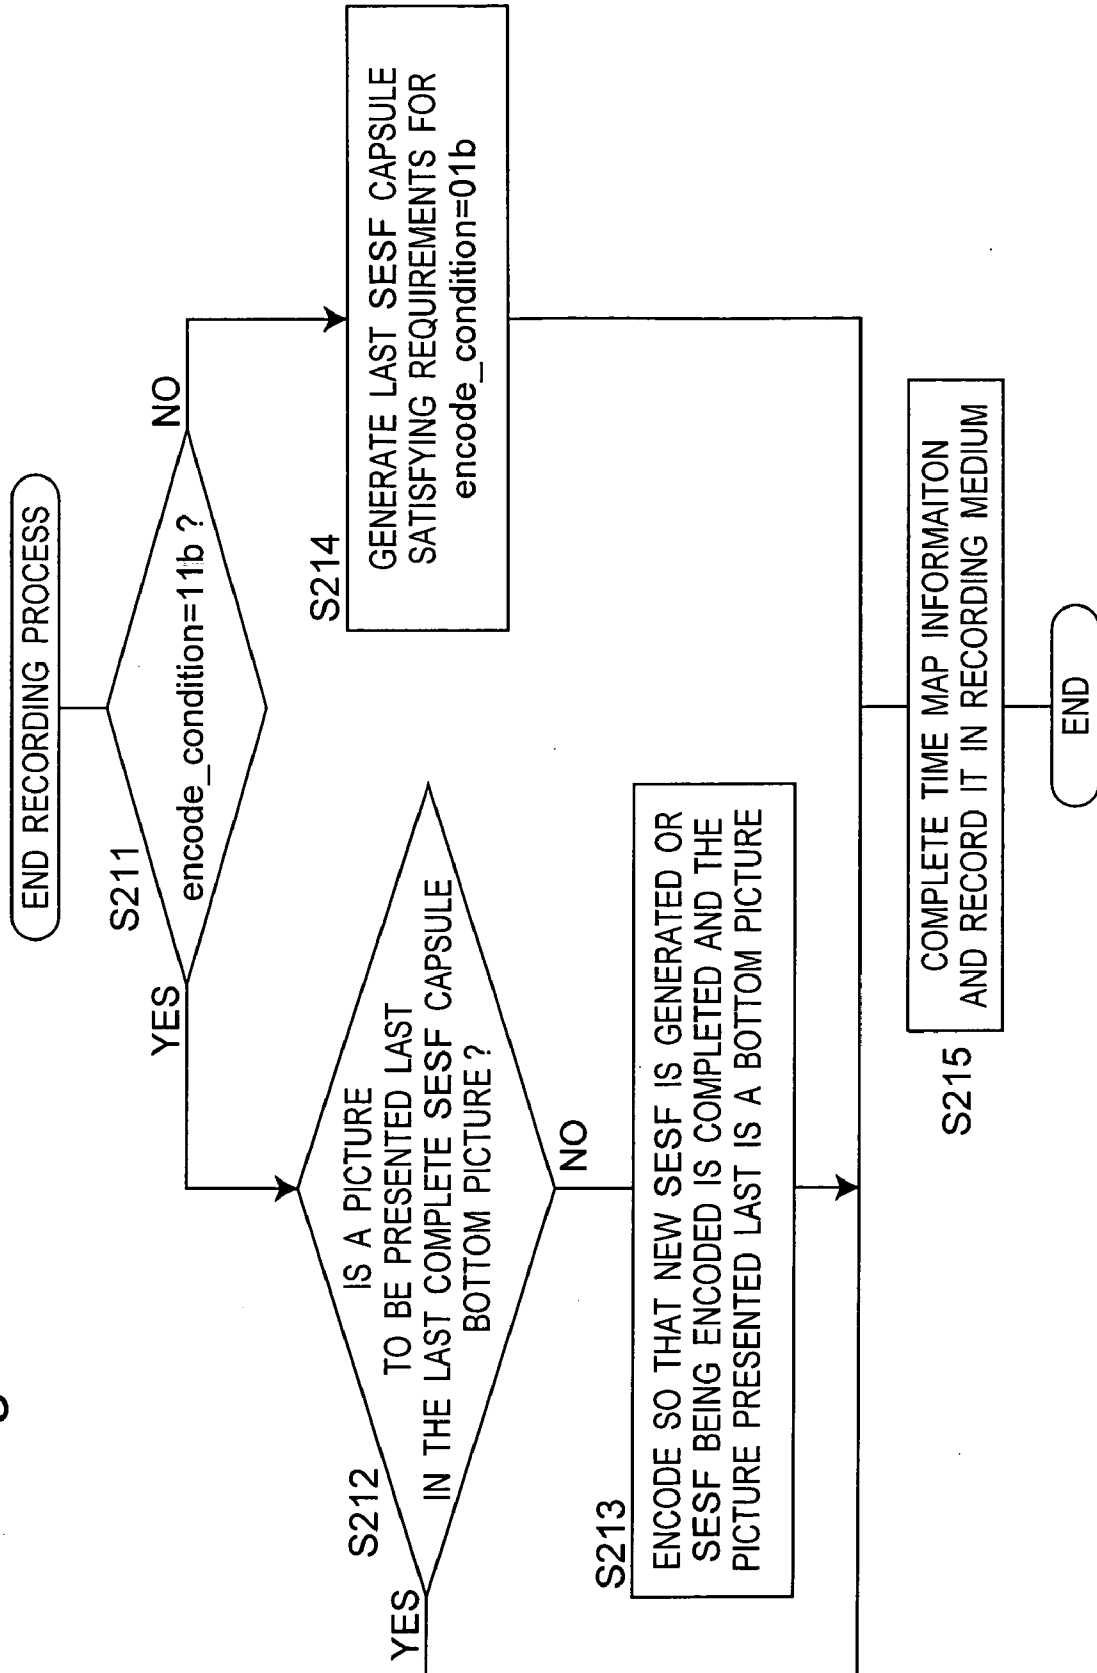 END RECORDING PROCESS
S211
encode_condition=11b ?
YES
NO
S212
IS A PICTURE
TO BE PRESENTED LAST
IN THE LAST COMPLETE SESF CAPSULE
BOTTOM PICTURE?
YES
NO
S213
ENCODE SO THAT NEW SESF IS GENERATED OR
SESF BEING ENCODED IS COMPLETED AND THE
PICTURE PRESENTED LAST IS A BOTTOM PICTURE
S214
GENERATE LAST SESF CAPSULE
SATISFYING REQUIREMENTS FOR
encode_condition=01b
S215
COMPLETE TIME MAP INFORMAITON
AND RECORD IT IN RECORDING MEDIUM
END